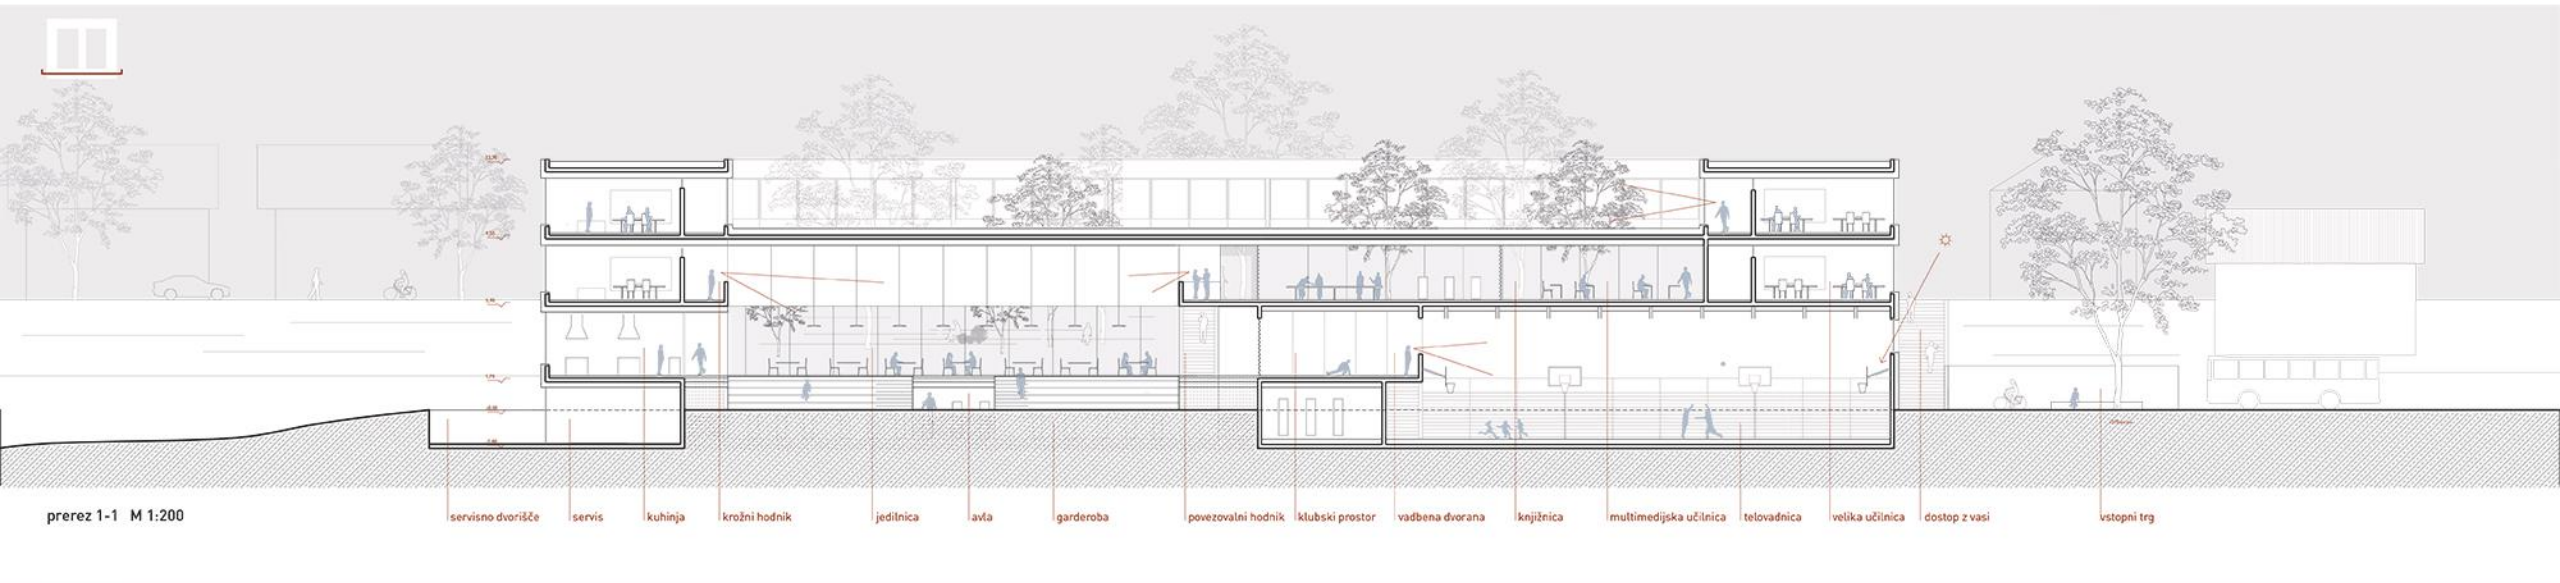 prerez 1-1 M 1:200
servisno dvorišče
servis
kuhinja
krožni hodnik
jedilnica
avla
garderoba
povezovalni hodnik
klubski prostor
vadbena dvorana
knjižnica
multimedijska učilnica
telovadnica
velika učilnica
dostop z vasi
vstopni trg